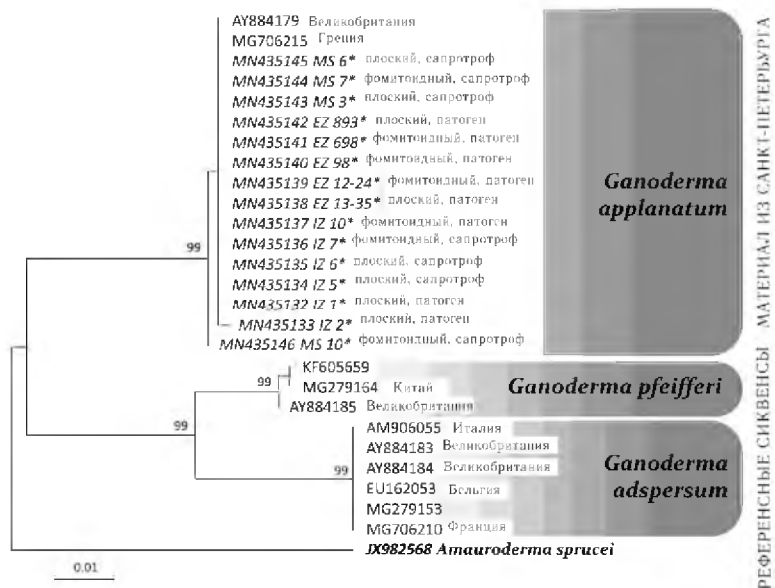 AY884179 Великобритания
MG706215 Греция
MN435145 MS 6* плоский, сапротроф
MN435144 MS 7* фомитоидный, сапротроф
MN435143 MS 3* плоский, сапротроф
MN435142 EZ 893* плоский, патоген
MN435141 EZ 698* фомитоидный, патоген
MN435140 EZ 98* фомитоидный, патоген
MN435139 EZ 12-24* фомитоидный, патоген
MN435138 EZ 13-35* плоский, патоген
MN435137 IZ 10* фомитоидный, патоген
MN435136 IZ 7* фомитоидный, сапротроф
MN435135 IZ 6* плоский, сапротроф
MN435134 IZ 5* плоский, сапротроф
MN435132 IZ 1* плоский, патоген
MN435133 IZ 2* плоский, патоген
MN435146 MS 10* фомитоидный, сапротроф
Ganoderma
applanatum
99
KF605659
MG279164 Китай
AY884185 Великобритания
Ganoderma pfeifferi
99
99
AM906055 Италия
AY884183 Великобритания
AY884184 Великобритания
EU162053 Бельгия
MG279153
MG706210 Франция
Ganoderma
adspersum
99
JX982568 Amauroderma sprucei
0.01
РЕФЕРЕНСНЫЕ СИКВЕНСЫ МАТЕРИАЛ ИЗ САНКТ-ПЕТЕРБУРГА